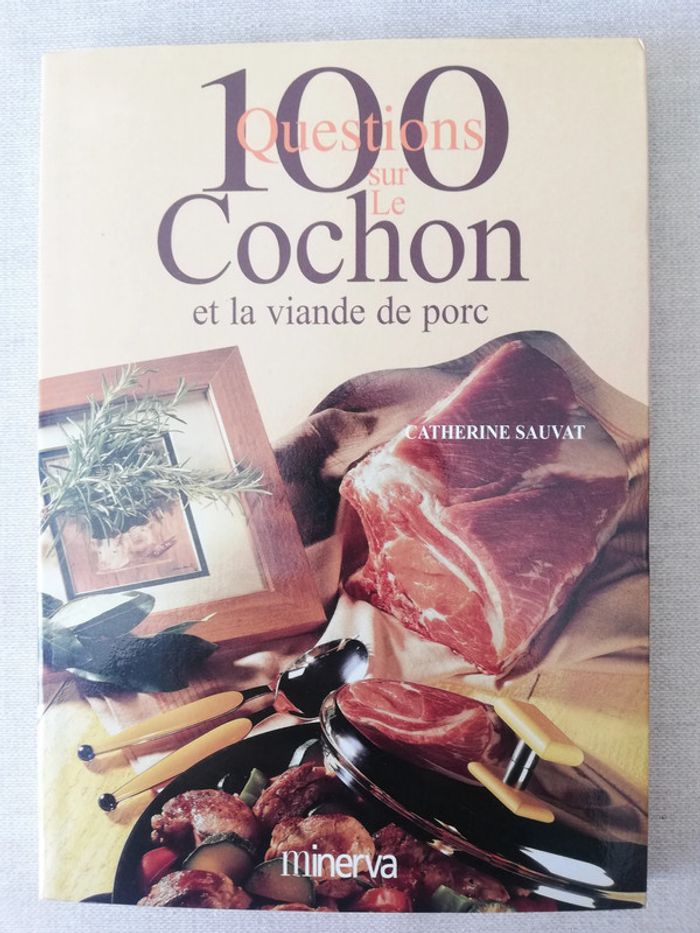 100
Questions
sur
Le
Cochon
et la viande de porc
CATHERINE SAUVAT
minerva